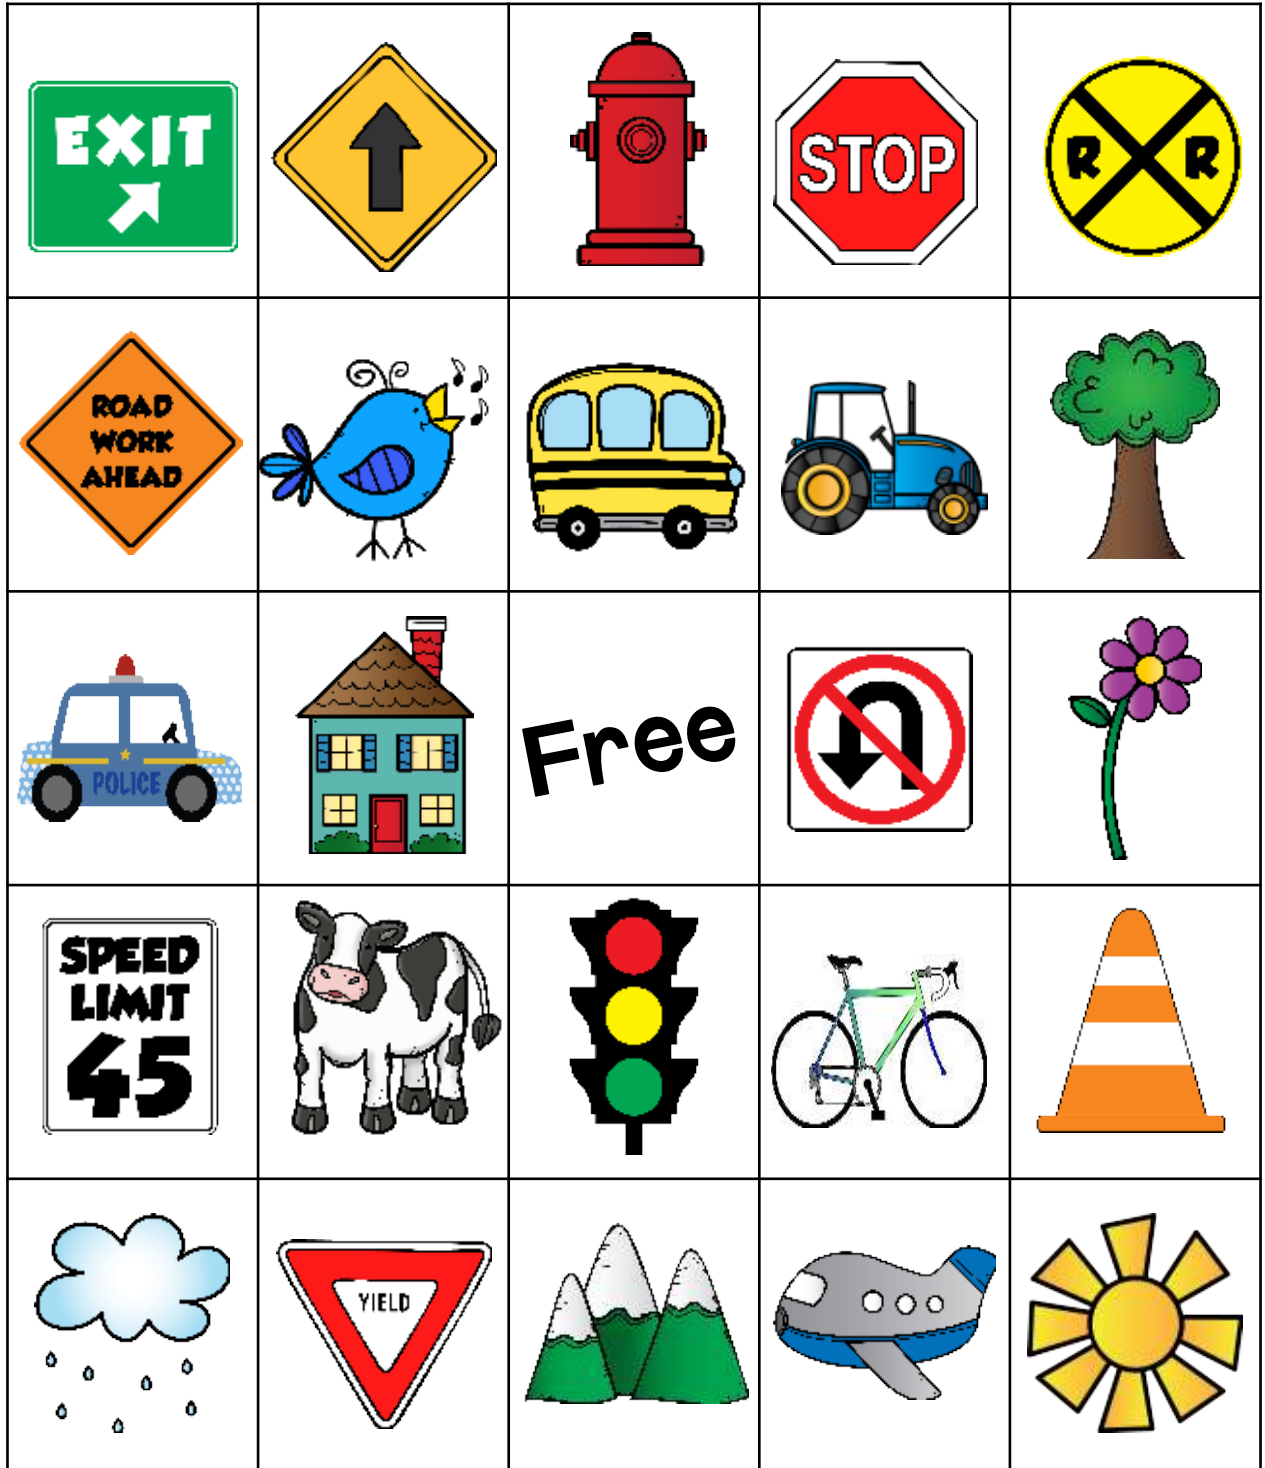 EXIT
STOP
R R
ROAD
WORK
AHEAD
POLICE
Free
SPEED
LIMIT
45
YIELD